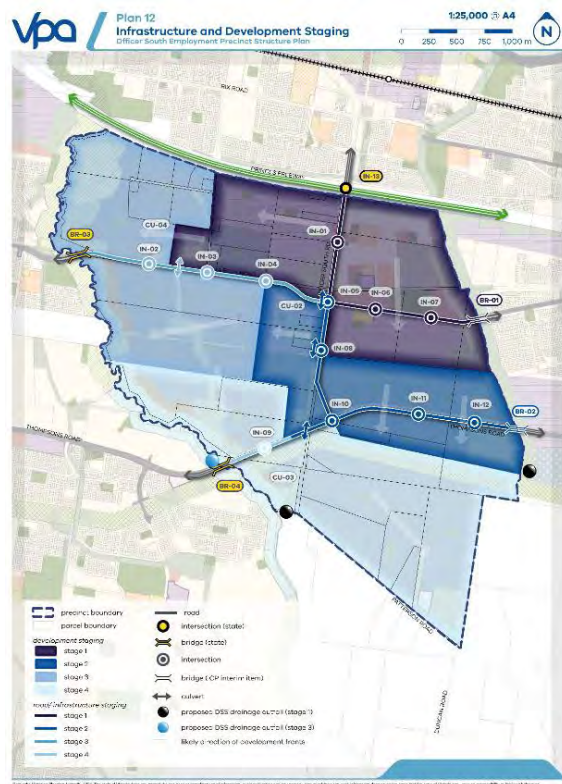 vpa
Plan 12
Infrastructure and Development Staging
Officer South Employment Precinct Structure Plan
1:25,000 @ A4
0 250 500 750 1,000 m
N
RIX ROAD
PRINCES FREEWAY
IN-13
IN-01
CU-04
BR-03
IN-02
IN-03
IN-04
IN-05
CU-02
IN-06
IN-07
BR-01
IN-08
IN-10
IN-11
IN-12
BR-02
THOMPSONS ROAD
THOMPSONS ROAD
IN-09
BR-04
CU-03
PATTERSON ROAD
DUNCAN ROAD
precinct boundary
parcel boundary
development staging
stage 1
stage 2
stage 3
stage 4
road infrastructure staging
stage 1
stage 2
stage 3
stage 4
road
intersection (state)
bridge (state)
intersection
bridge (ICP interim item)
culvert
proposed DSS drainage outfall (stage 1)
proposed DSS drainage outfall (stage 3)
likely direction of development fronts